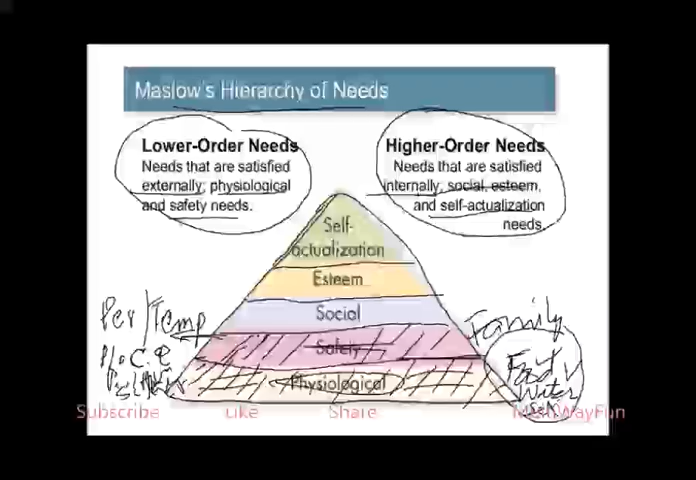 Maslow's Hierarchy of Needs
Lower-Order Needs
Needs that are satisfied
externally; physiological
and safety needs.
Higher-Order Needs
Needs that are satisfied
internally; social, esteem,
and self-actualization
needs.
Self-
actualization
Esteem
Social
Safety
Physiological
Per/Temp
Family
Food
Water
Subscribe
Like
Share